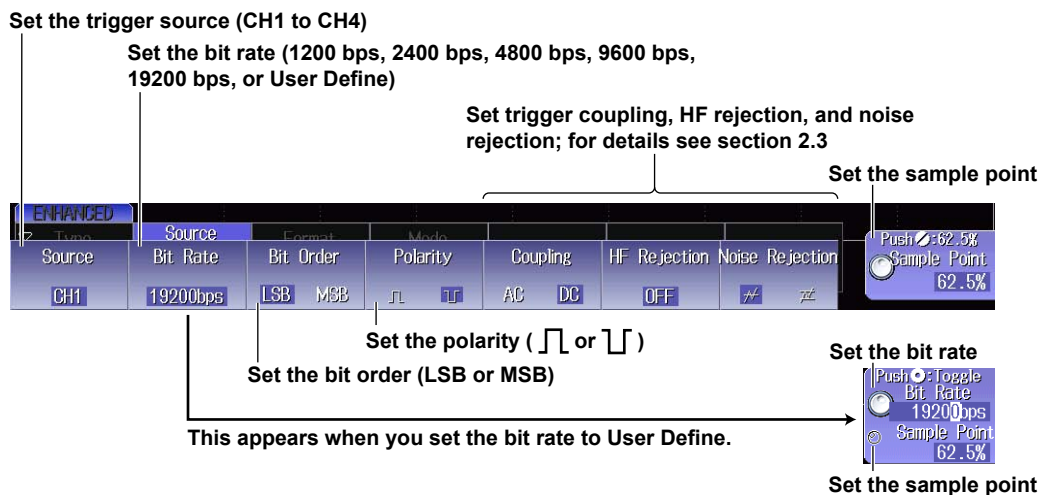 Set the trigger source (CH1 to CH4)
Set the bit rate (1200 bps, 2400 bps, 4800 bps, 9600 bps,
19200 bps, or User Define)
Set trigger coupling, HF rejection, and noise
rejection; for details see section 2.3
Set the sample point
ENHANCED
Type Source Format Mode
Source Bit Rate Bit Order Polarity Coupling HF Rejection Noise Rejection
CH1 19200bps LSB MSB AC DC OFF
Push :62.5%
Sample Point
62.5%
Set the polarity ( or )
Set the bit order (LSB or MSB)
This appears when you set the bit rate to User Define.
Set the bit rate
Push :Toggle
Bit Rate
19200bps
Sample Point
62.5%
Set the sample point